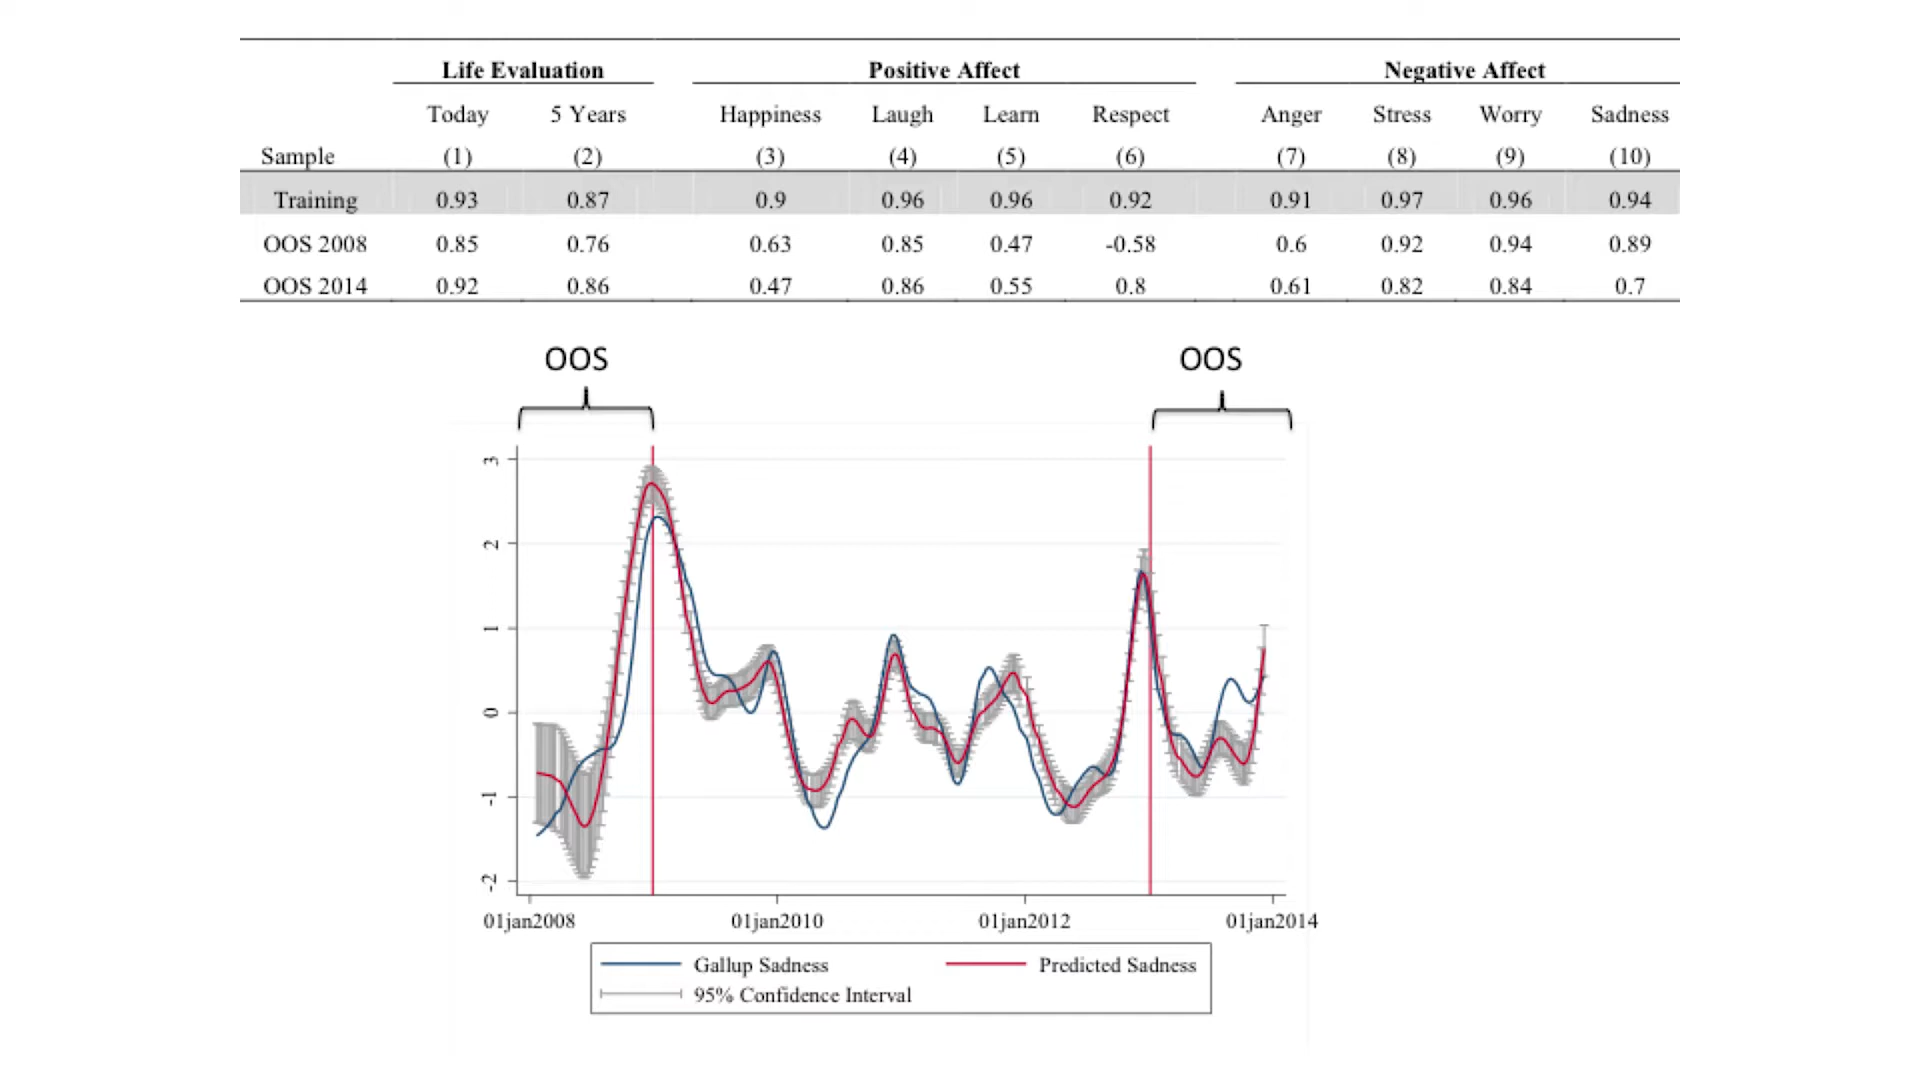 Life Evaluation Positive Affect Negative Affect
Today 5 Years Happiness Laugh Learn Respect Anger Stress Worry Sadness
Sample (1) (2) (3) (4) (5) (6) (7) (8) (9) (10)
Training 0.93 0.87 0.9 0.96 0.96 0.92 0.91 0.97 0.96 0.94
OOS 2008 0.85 0.76 0.63 0.85 0.47 -0.58 0.6 0.92 0.94 0.89
OOS 2014 0.92 0.86 0.47 0.86 0.55 0.8 0.61 0.82 0.84 0.7
OOS OOS
3
2
1
0
-1
-2
01jan2008 01jan2010 01jan2012 01jan2014
Gallup Sadness Predicted Sadness
95% Confidence Interval